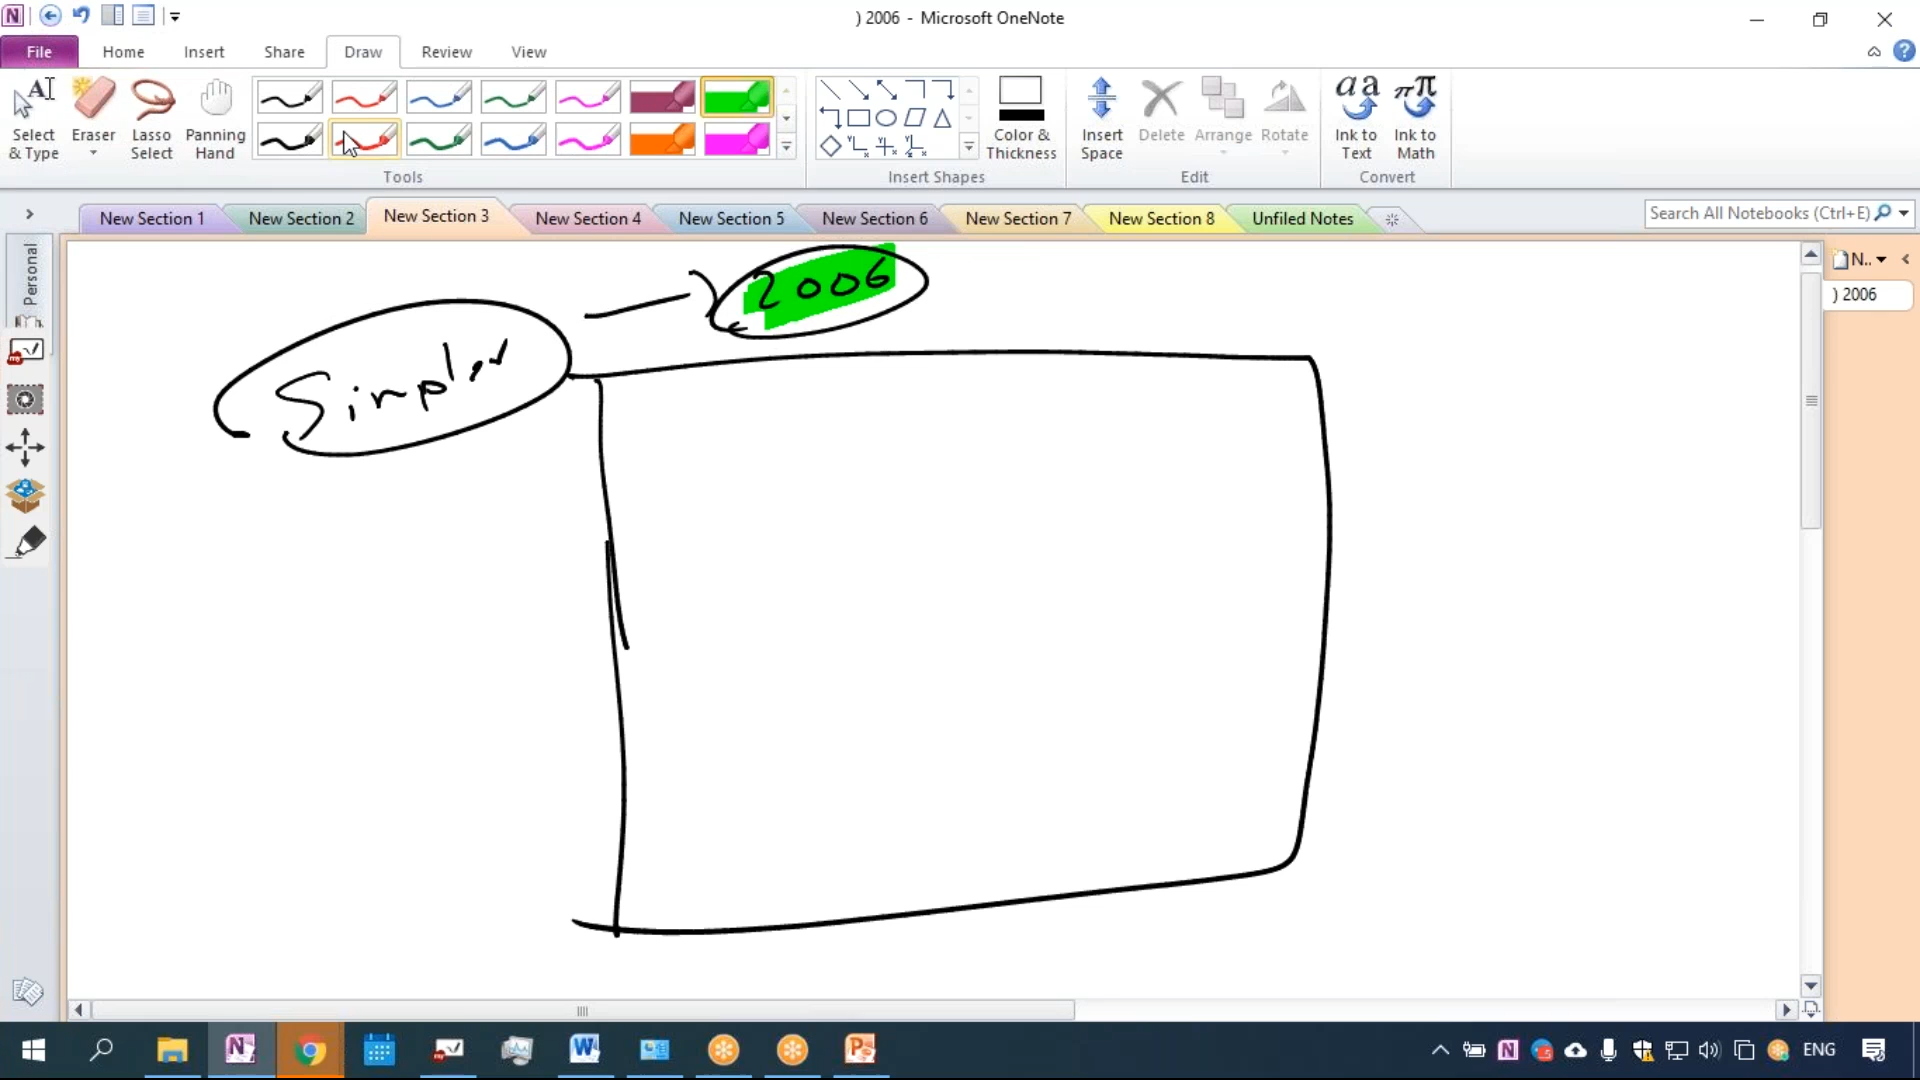 ) 2006 - Microsoft OneNote
File Home Insert Share Draw Review View
Select & Type
Eraser
Lasso Select
Panning Hand
Color & Thickness
Insert Space
Delete
Arrange
Rotate
Ink to Text
Ink to Math
Tools
Insert Shapes
Edit
Convert
New Section 1
New Section 2
New Section 3
New Section 4
New Section 5
New Section 6
New Section 7
New Section 8
Unfiled Notes
Search All Notebooks (Ctrl+E)
Personal
N..
) 2006
2006
ENG